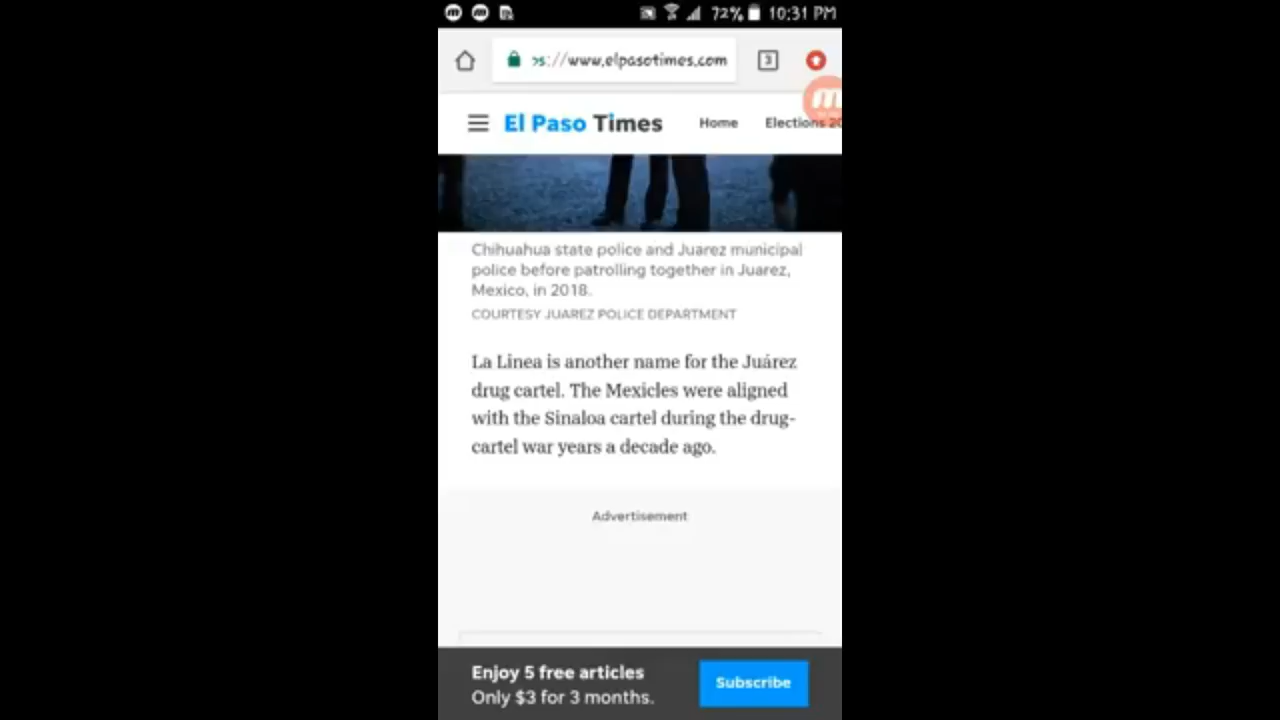 72% 10:31 PM
://www.elpasotimes.com 3
El Paso Times Home Elections
Chihuahua state police and Juarez municipal
police before patrolling together in Juarez,
Mexico, in 2018.
COURTESY JUAREZ POLICE DEPARTMENT
La Linea is another name for the Juárez
drug cartel. The Mexicles were aligned
with the Sinaloa cartel during the drug-
cartel war years a decade ago.
Advertisement
Enjoy 5 free articles
Only $3 for 3 months.
Subscribe